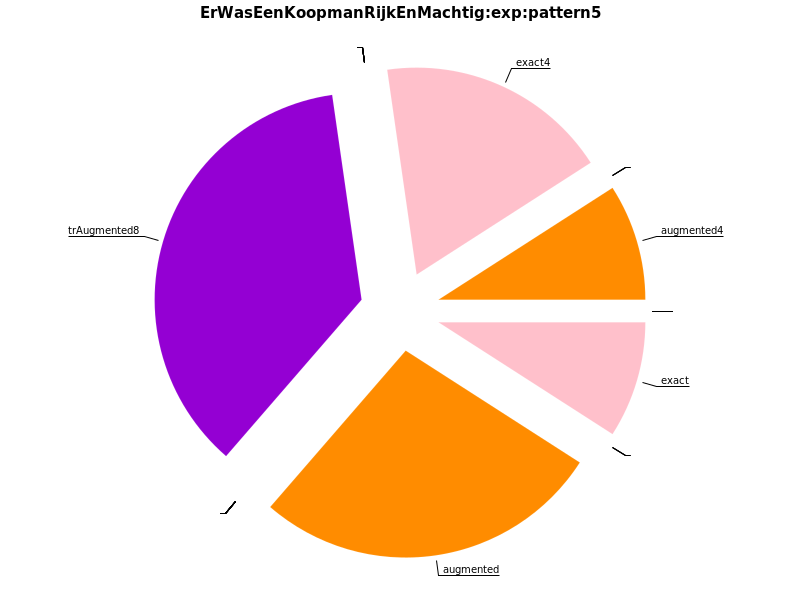 ErWasEenKoopmanRijkEnMachtig:exp:pattern5
exact4
trAugmented8
augmented4
exact
augmented